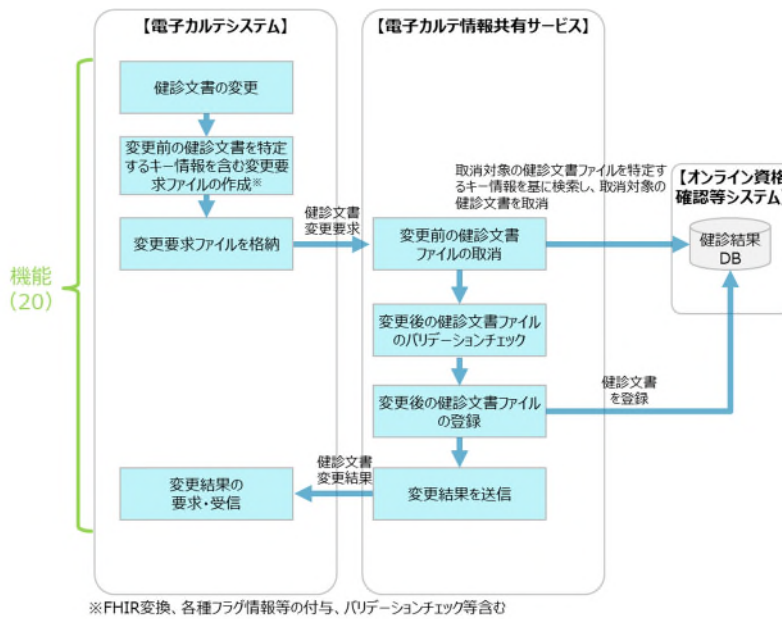 【電子カルテシステム】
【電子カルテ情報共有サービス】
健診文書の変更
変更前の健診文書を特定
するキー情報を含む変更要
求ファイルの作成※
取消対象の健診文書ファイルを特定す
るキー情報を基に検索し、取消対象の
健診文書を取消
【オンライン資格
確認等システム】
健診文書
変更要求
変更要求ファイルを格納
変更前の健診文書
ファイルの取消
健診結果
DB
機能
（20）
変更後の健診文書ファイル
のバリデーションチェック
変更後の健診文書ファイル
の登録
健診文書
を登録
健診文書
変更結果
変更結果の
要求・受信
変更結果を送信
※FHIR変換、各種フラグ情報等の付与、バリデーションチェック等含む